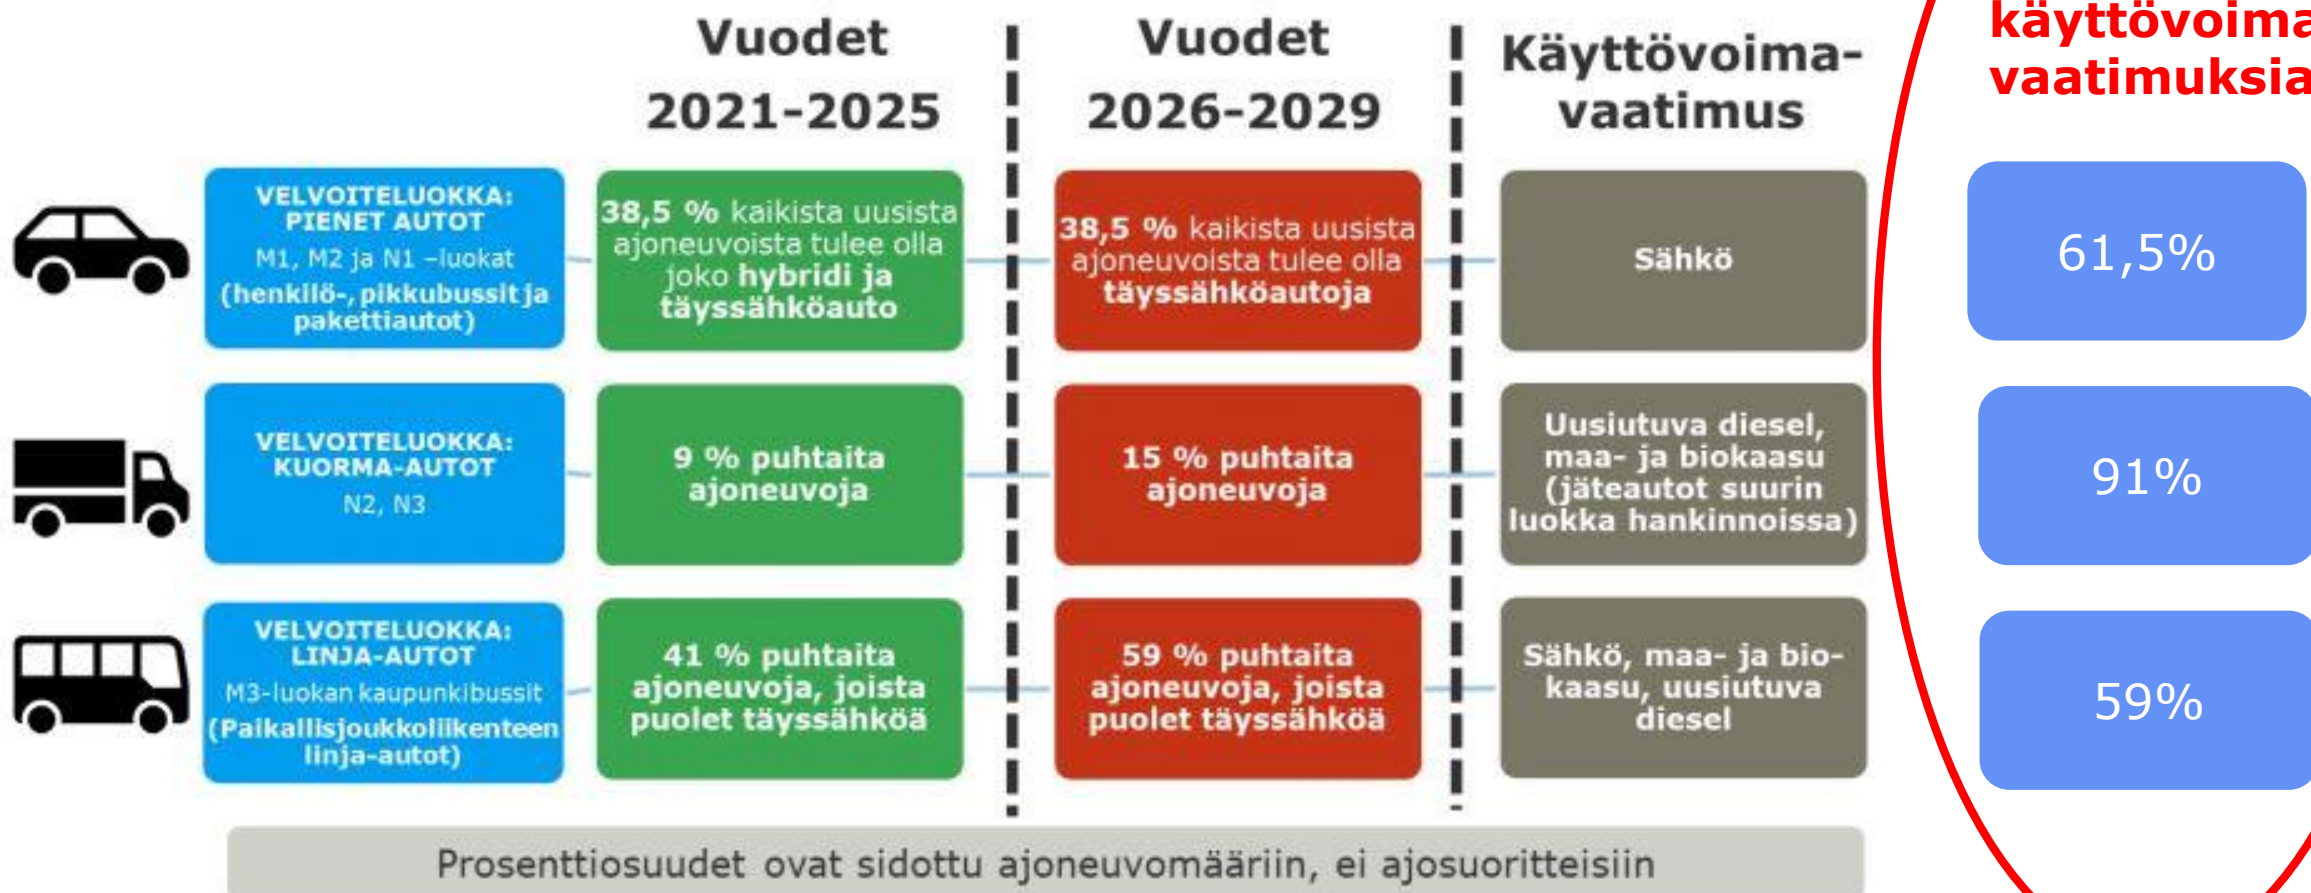 Vuodet
2021-2025
Vuodet
2026-2029
Käyttövoima-
vaatimus
käyttövoima
vaatimuksia
VELVOITELUOKKA:
PIENET AUTOT
M1, M2 ja N1 –luokat
(henkilö-, pikkubussit ja
pakettiautot)
38,5 % kaikista uusista
ajoneuvoista tulee olla
joko hybridi ja
täyssähköauto
38,5 % kaikista uusista
ajoneuvoista tulee olla
täyssähköautoja
Sähkö
61,5%
VELVOITELUOKKA:
KUORMA-AUTOT
N2, N3
9 % puhtaita
ajoneuvoja
15 % puhtaita
ajoneuvoja
Uusiutuva diesel,
maa- ja biokaasu
(jäteautot suurin
luokka hankinnoissa)
91%
VELVOITELUOKKA:
LINJA-AUTOT
M3-luokan kaupunkibussit
(Paikallisjoukkoliikenteen
linja-autot)
41 % puhtaita
ajoneuvoja, joista
puolet täyssähköä
59 % puhtaita
ajoneuvoja, joista
puolet täyssähköä
Sähkö, maa- ja bio-
kaasu, uusiutuva
diesel
59%
Prosenttiosuudet ovat sidottu ajoneuvomääriin, ei ajosuoritteisiin